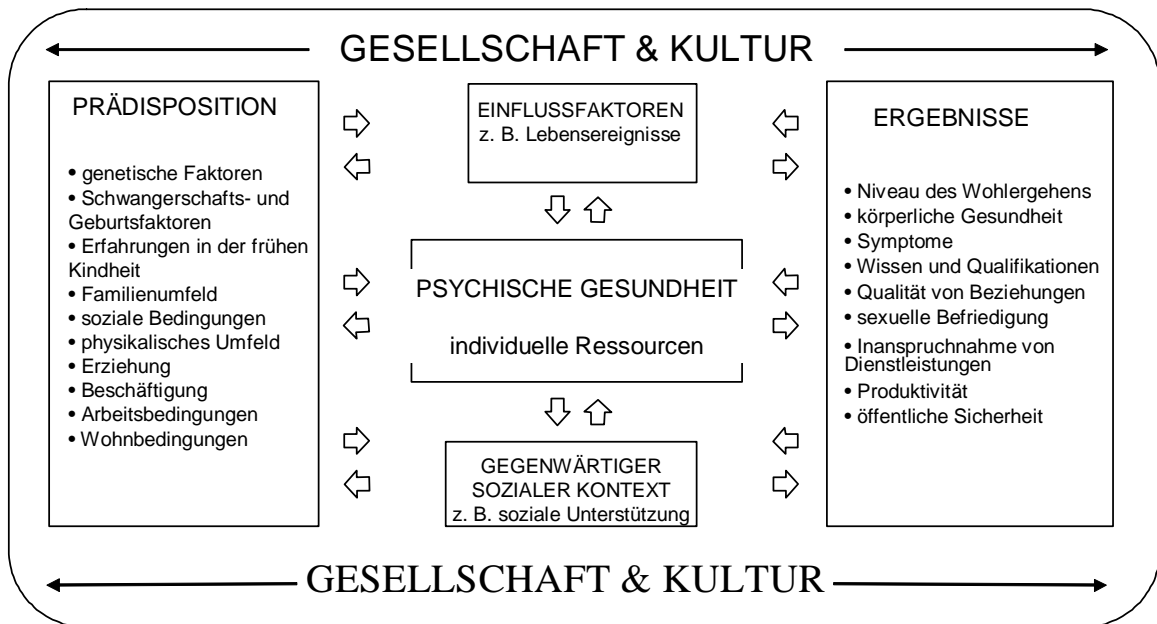 GESELLSCHAFT & KULTUR
PRÄDISPOSITION
• genetische Faktoren
• Schwangerschafts- und
Geburtsfaktoren
• Erfahrungen in der frühen
Kindheit
• Familienumfeld
• soziale Bedingungen
• physikalisches Umfeld
• Erziehung
• Beschäftigung
• Arbeitsbedingungen
• Wohnbedingungen
EINFLUSSFAKTOREN
z. B. Lebensereignisse
PSYCHISCHE GESUNDHEIT
individuelle Ressourcen
GEGENWÄRTIGER
SOZIALER KONTEXT
z. B. soziale Unterstützung
ERGEBNISSE
• Niveau des Wohlergehens
• körperliche Gesundheit
• Symptome
• Wissen und Qualifikationen
• Qualität von Beziehungen
• sexuelle Befriedigung
• Inanspruchnahme von
Dienstleistungen
• Produktivität
• öffentliche Sicherheit
GESELLSCHAFT & KULTUR